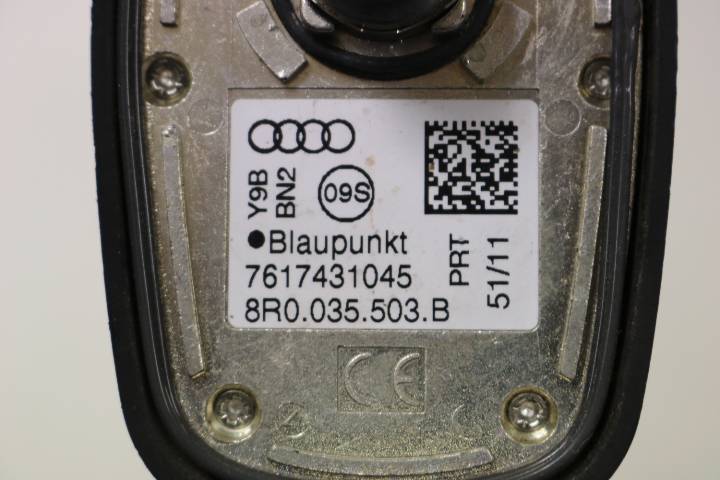 Y9B
BN2
09S
Blaupunkt
7617431045
8R0.035.503.B
PRT
51/11
CE